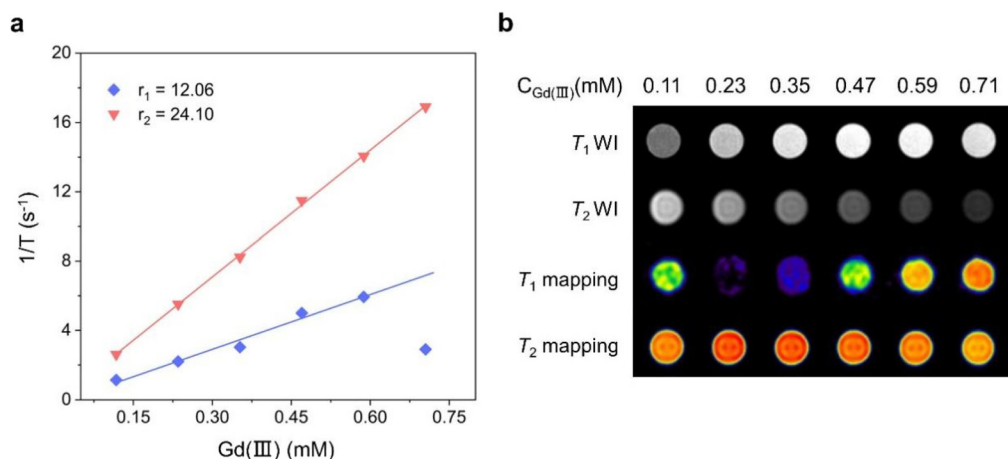 a
20
16
12
8
4
0
1/T (s⁻¹)
r₁ = 12.06
r₂ = 24.10
0.15 0.30 0.45 0.60 0.75
Gd(Ⅲ) (mM)
b
C_Gd(Ⅲ)(mM) 0.11 0.23 0.35 0.47 0.59 0.71
T₁ WI
T₂ WI
T₁ mapping
T₂ mapping